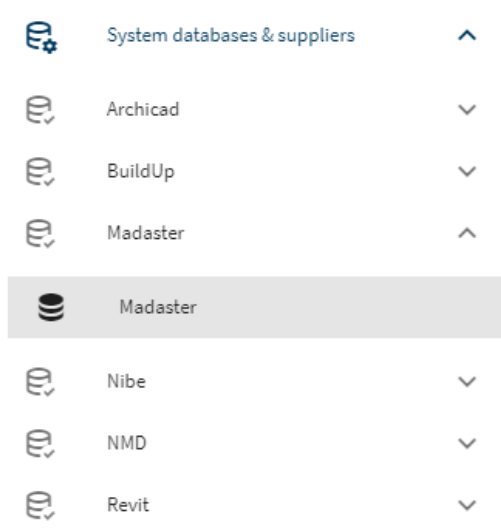 System databases & suppliers
Archicad
BuildUp
Madaster
Madaster
Nibe
NMD
Revit